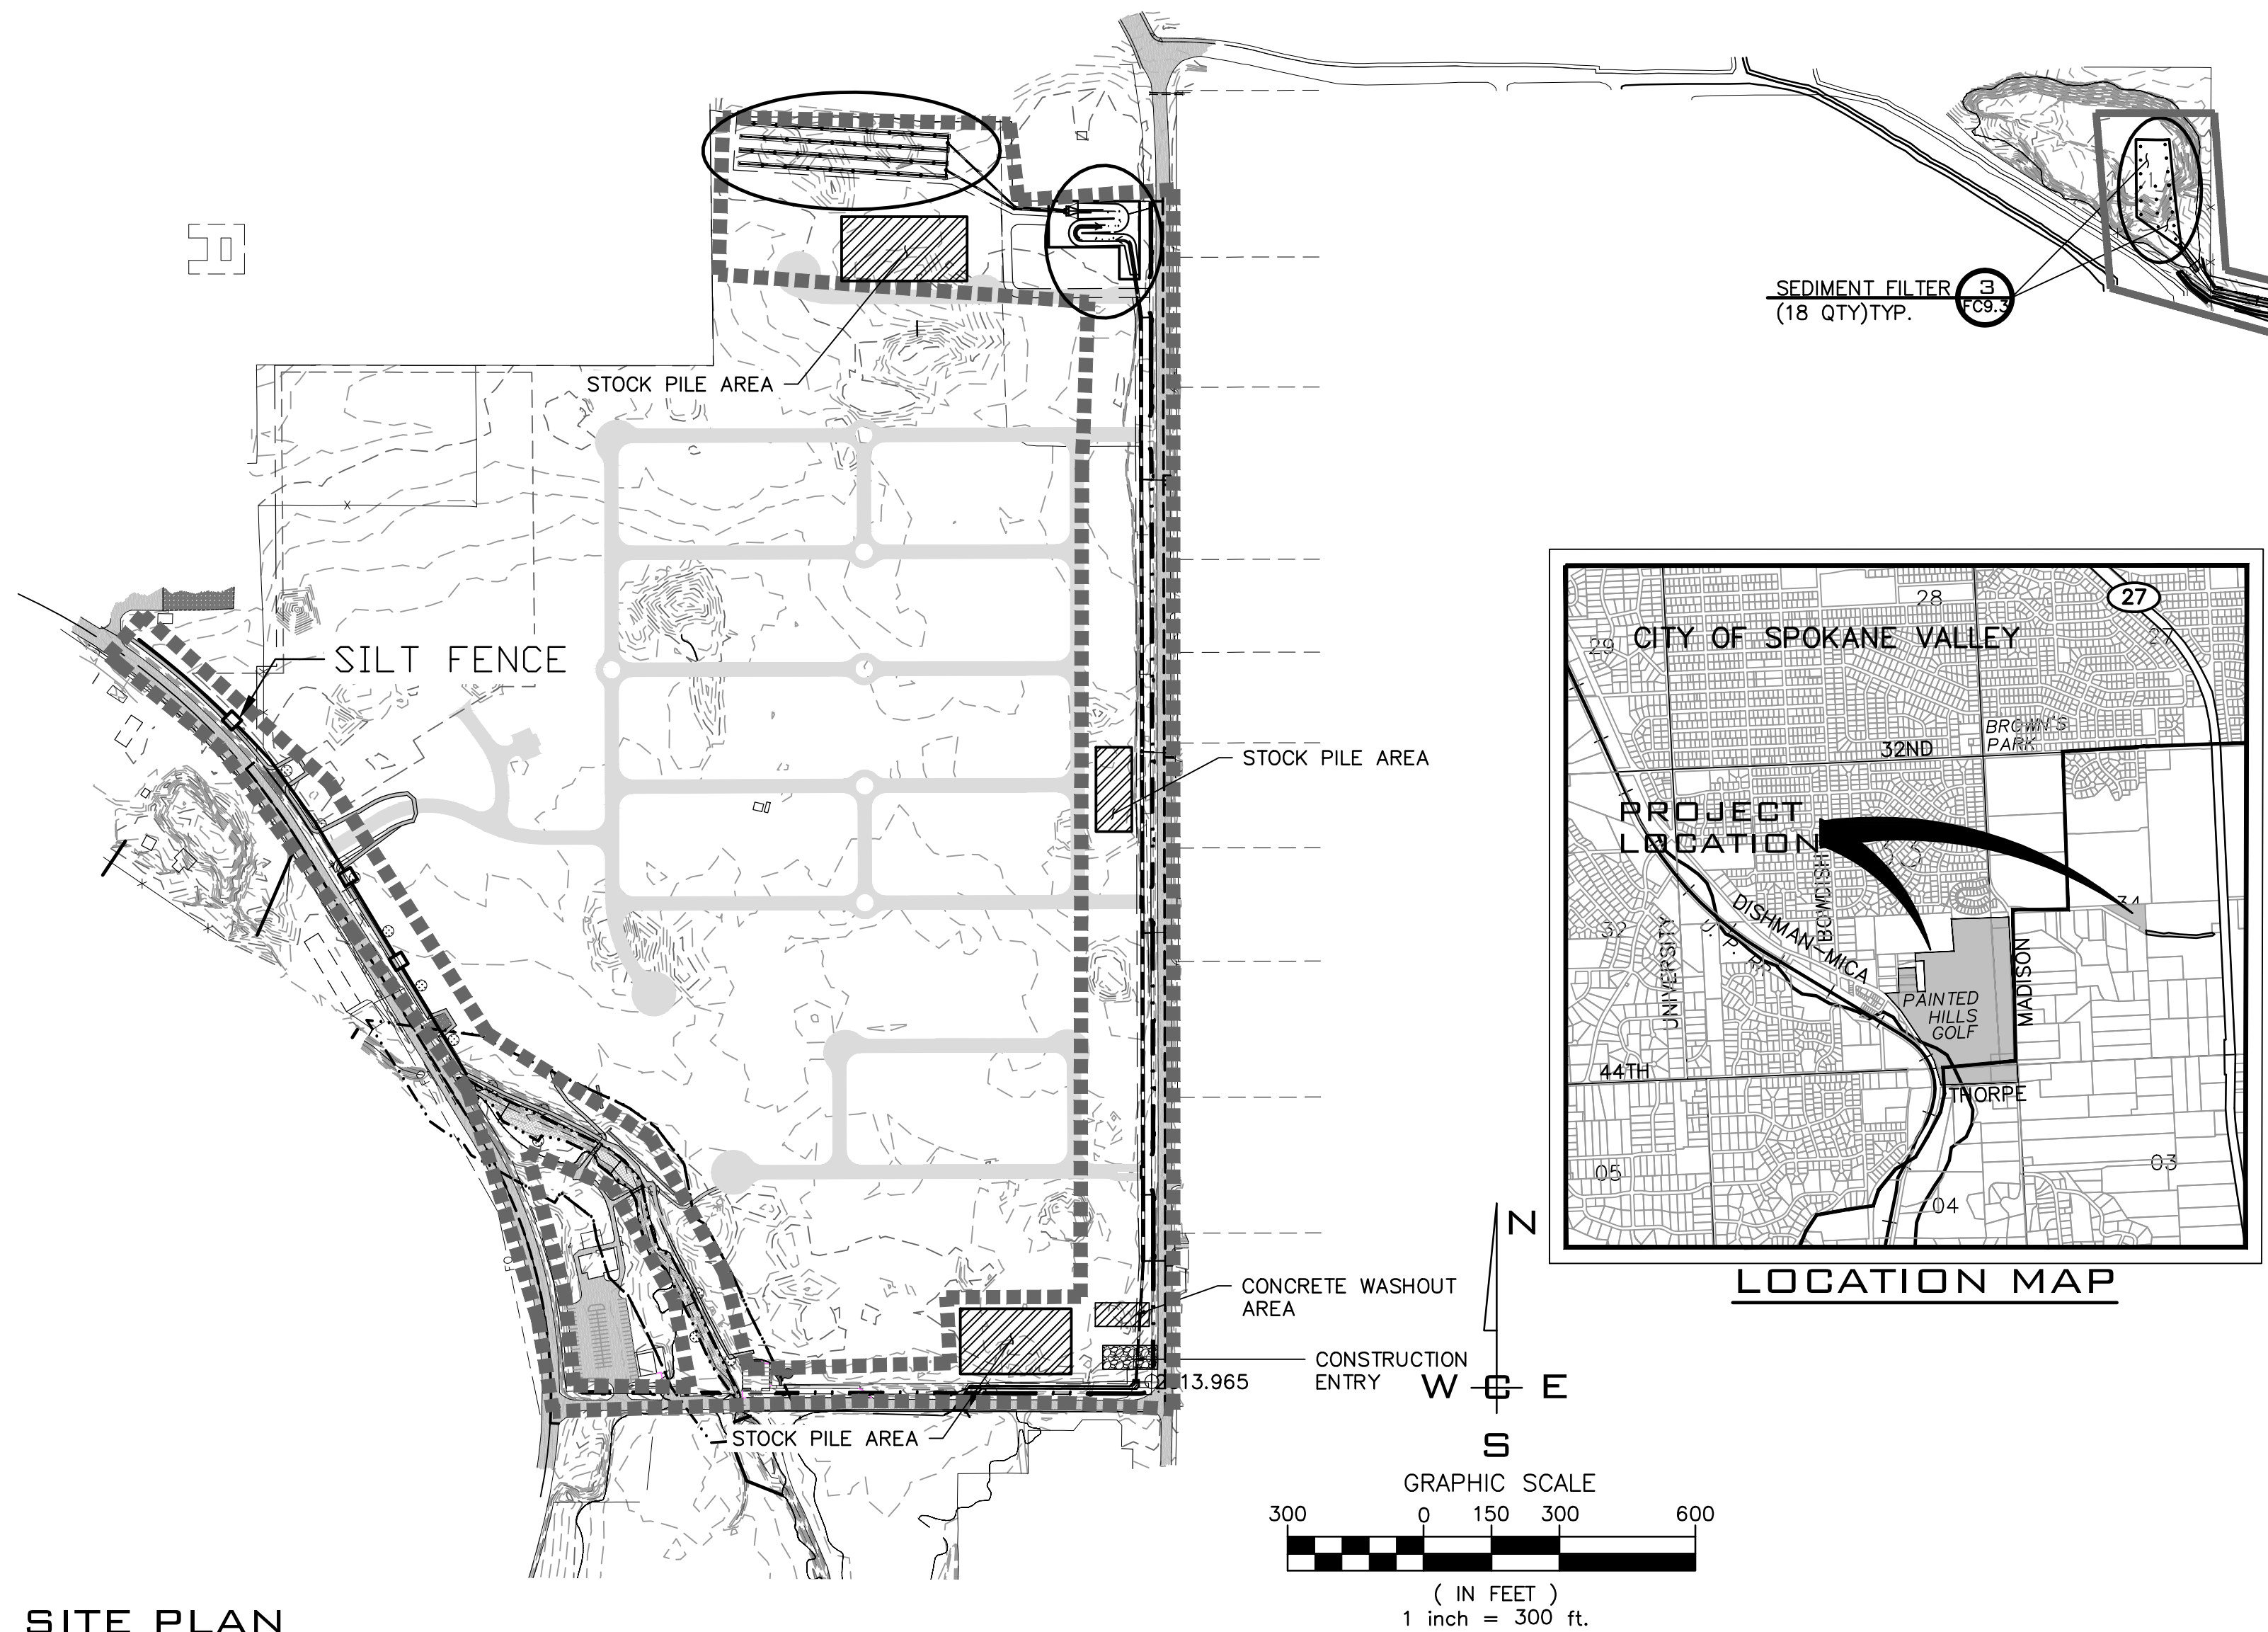 SEDIMENT FILTER
(18 QTY)TYP.
3
FC9.3
STOCK PILE AREA
SILT FENCE
STOCK PILE AREA
CONCRETE WASHOUT
AREA
CONSTRUCTION
ENTRY
13.965
STOCK PILE AREA
FO
29
28
27
27
CITY OF SPOKANE VALLEY
BROWN'S
PARK
32ND
PROJECT
LOCATION
BOWDISH
DISHMAN-MICA
U. P. RR
UNIVERSITY
32
34
MADISON
PAINTED
HILLS
GOLF
44TH
THORPE
05
04
03
LOCATION MAP
N
W C E
S
GRAPHIC SCALE
300 0 150 300 600
( IN FEET )
1 inch = 300 ft.
SITE PLAN